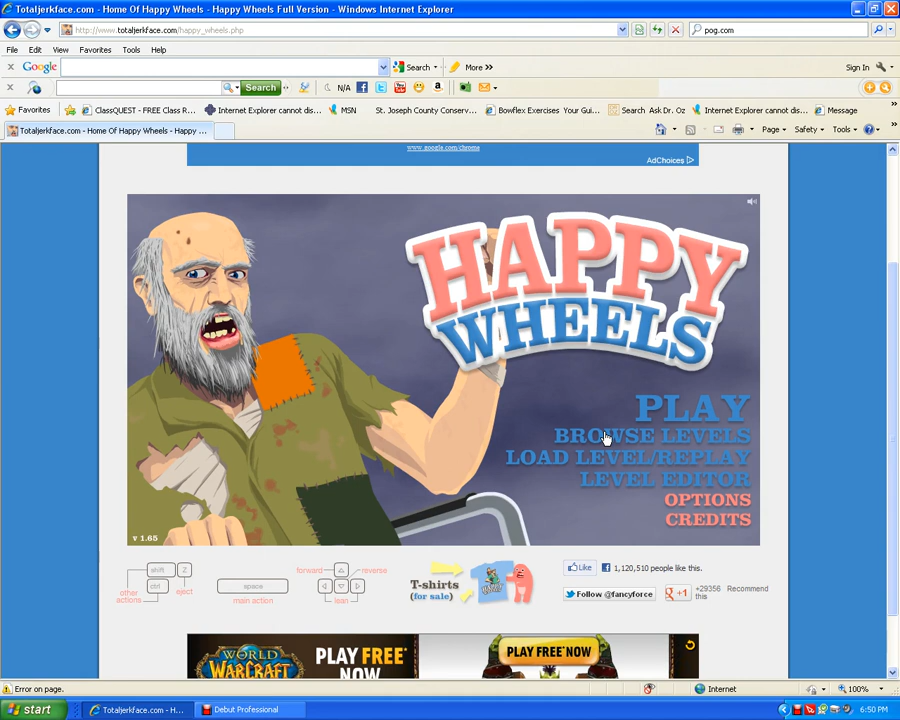 Totaljerkface.com - Home Of Happy Wheels - Happy Wheels Full Version - Windows Internet Explorer
http://www.totaljerkface.com/happy_wheels.php
pog.com
File Edit View Favorites Tools Help
Google Search More >> Sign In
Search N/A
Favorites ClassQUEST - FREE Class R... Internet Explorer cannot dis... MSN St. Joseph County Conserv... Bowflex Exercises Your Gui... Search Ask Dr. Oz Internet Explorer cannot dis... Message
Totaljerkface.com - Home Of Happy Wheels - Happy ...
Page Safety Tools
www.google.com/chrome
AdChoices
HAPPY
WHEELS
PLAY
BROWSE LEVELS
LOAD LEVEL/REPLAY
LEVEL EDITOR
OPTIONS
CREDITS
v 1.65
shift Z
ctrl
eject
other
actions
space
main action
forward reverse
lean
T-shirts
(for sale)
Like 1,120,510 people like this.
Follow @fancyforce +1 +29356 Recommend
this
WORLD
WARCRAFT
PLAY FREE*
NOW
PLAY FREE*NOW
Error on page. Internet 100%
start Totaljerkface.com - H... Debut Professional 6:50 PM